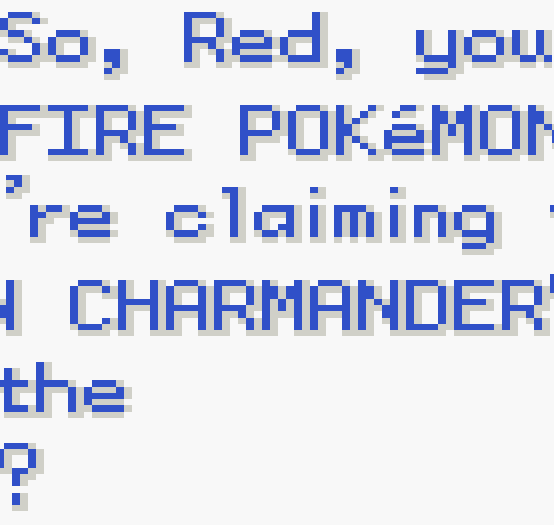 So, Red, you
FIRE POKéMON
're claiming
CHARMANDER
the
?